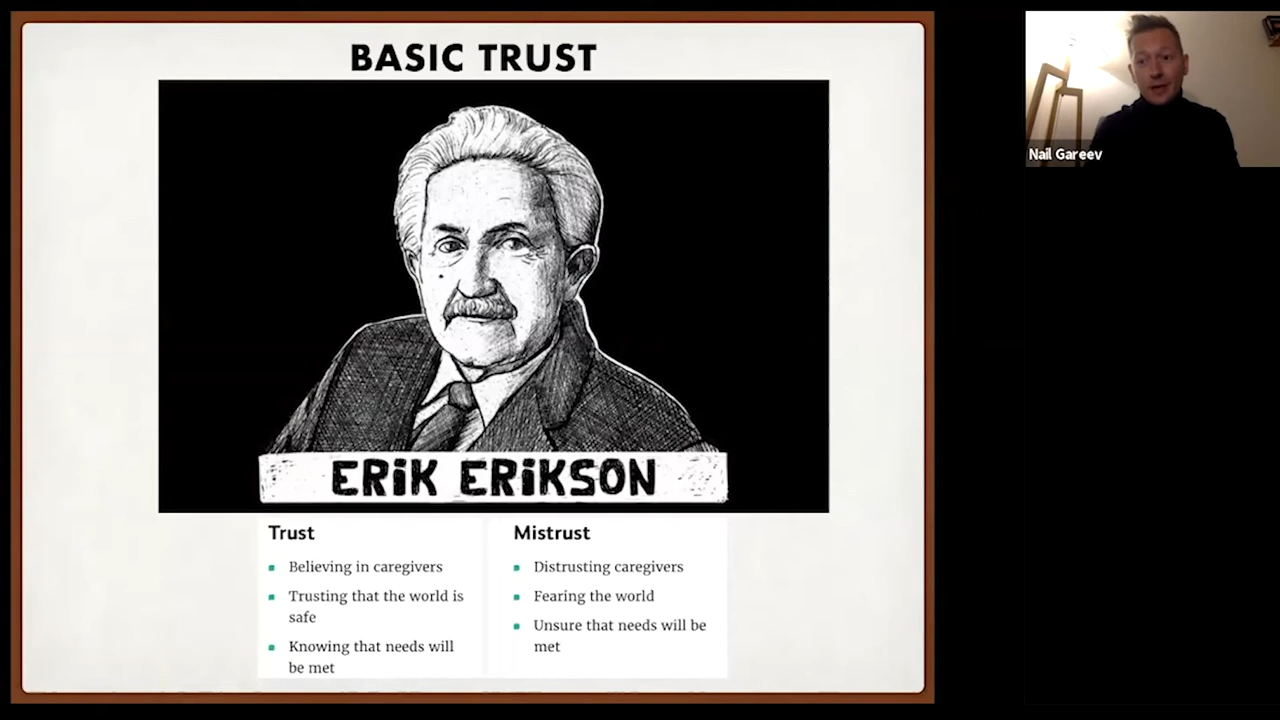 BASIC TRUST
Nail Gareev
ERiK ERiKSON
Trust
Believing in caregivers
Trusting that the world is
safe
Knowing that needs will
be met
Mistrust
Distrusting caregivers
Fearing the world
Unsure that needs will be
met